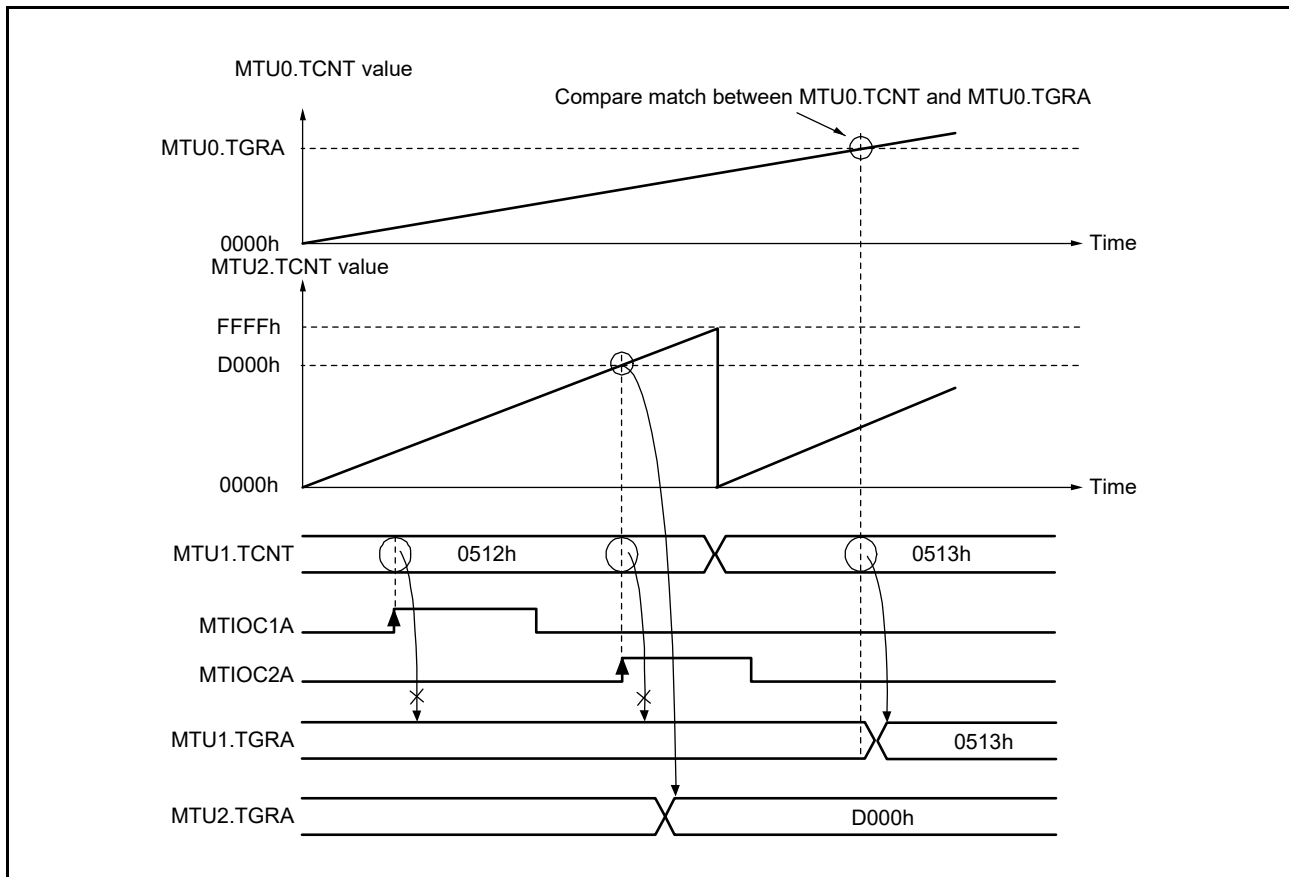 MTU0.TCNT value
Compare match between MTU0.TCNT and MTU0.TGRA
MTU0.TGRA
0000h
Time
MTU2.TCNT value
FFFFh
D000h
0000h
Time
MTU1.TCNT
0512h
0513h
MTIOC1A
MTIOC2A
MTU1.TGRA
0513h
MTU2.TGRA
D000h